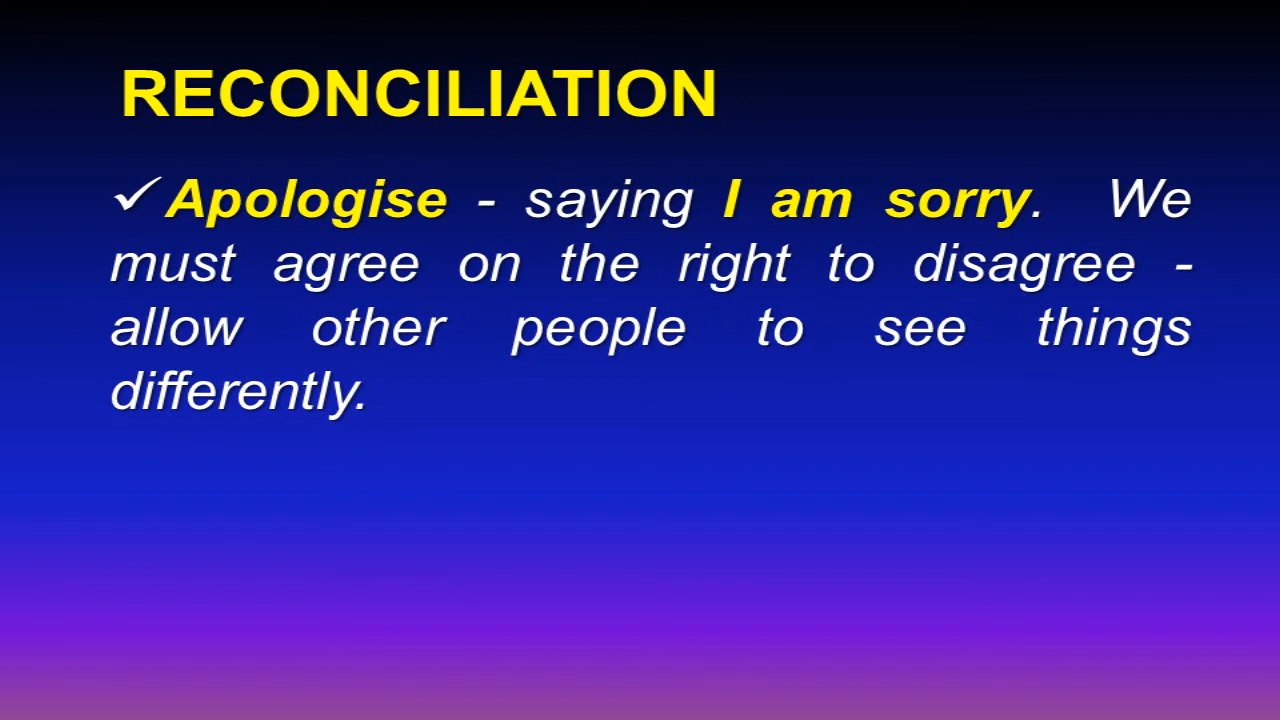 RECONCILIATION
✓Apologise - saying I am sorry. We
must agree on the right to disagree -
allow other people to see things
differently.